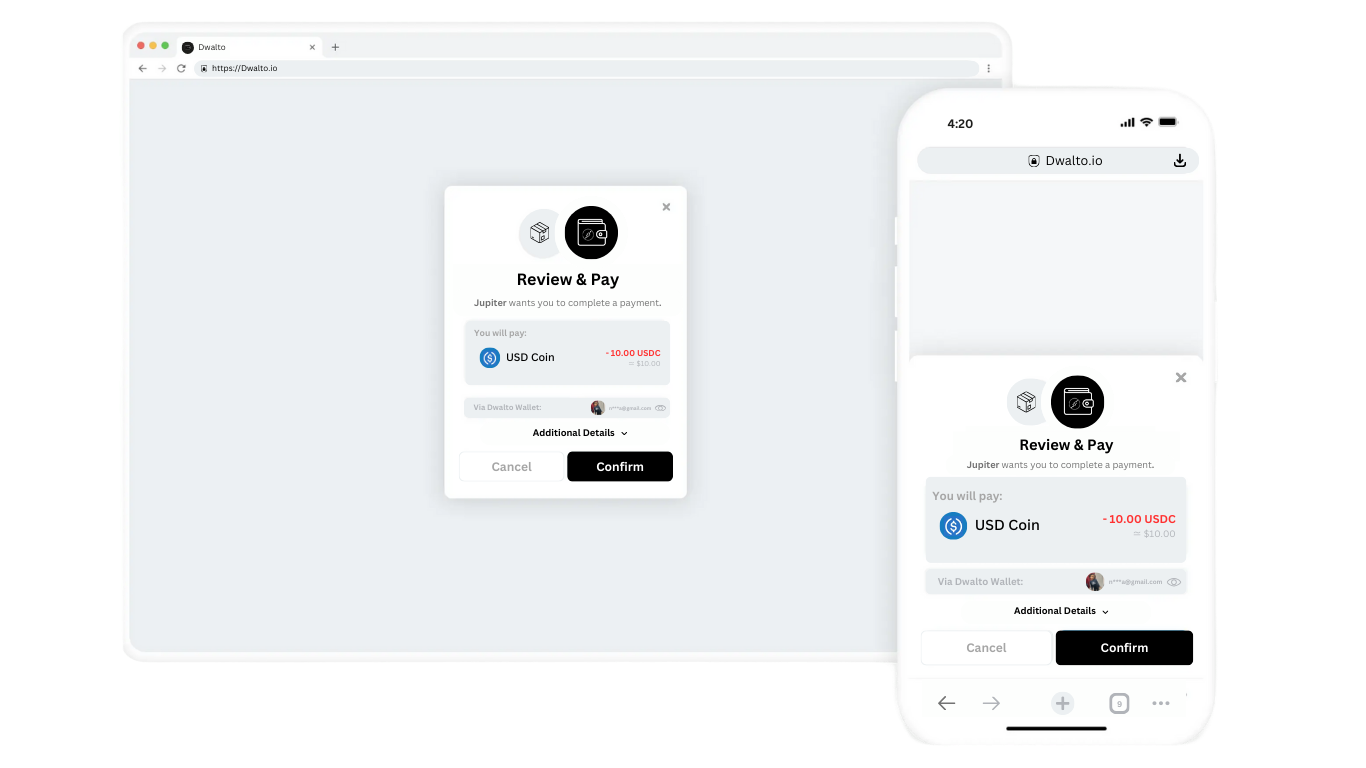 Dwalto
https://Dwalto.io
Review & Pay
Jupiter wants you to complete a payment.
You will pay:
USD Coin
-10.00 USDC
= $10.00
Via Dwalto Wallet:
n***a@gmail.com
Additional Details
Cancel
Confirm
4:20
Dwalto.io
Review & Pay
Jupiter wants you to complete a payment.
You will pay:
USD Coin
-10.00 USDC
= $10.00
Via Dwalto Wallet:
n***a@gmail.com
Additional Details
Cancel
Confirm
9